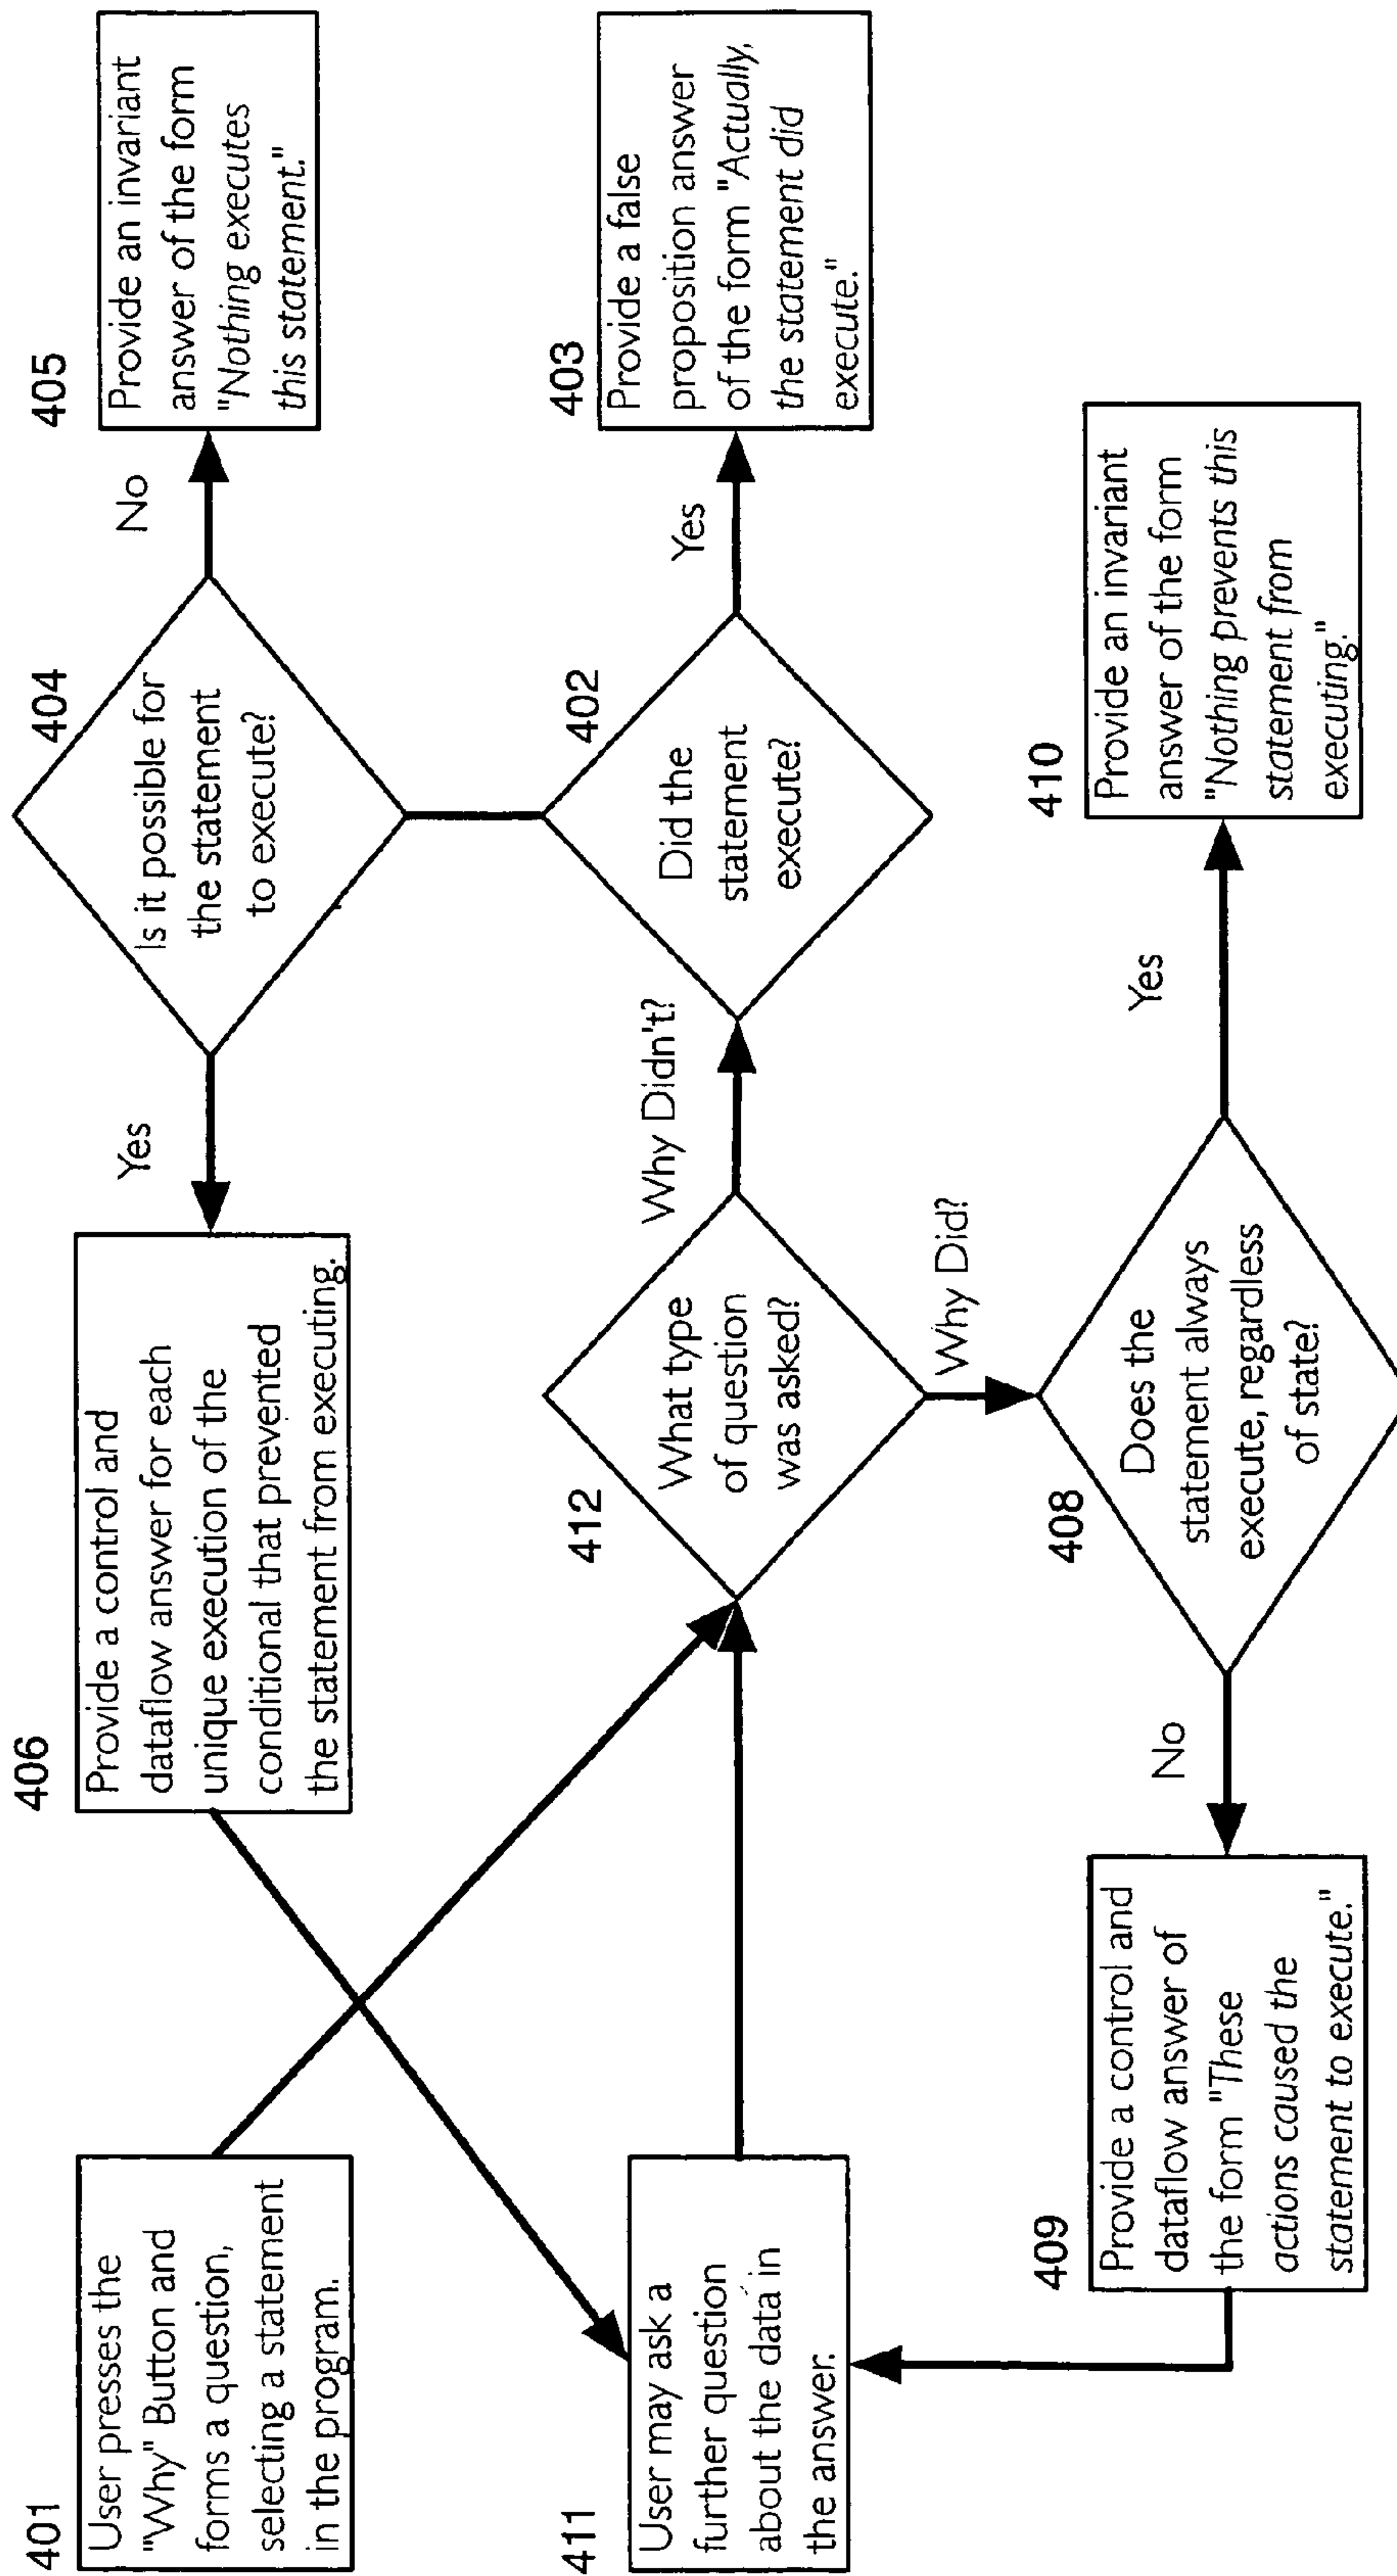 401
User presses the
"Why" Button and
forms a question,
selecting a statement
in the program.
406
Provide a control and
dataflow answer for each
unique execution of the
conditional that prevented
the statement from executing.
Yes
404
Is it possible for
the statement
to execute?
No
405
Provide an invariant
answer of the form
"Nothing executes
this statement."
411
User may ask a
further question
about the data in
the answer.
412
What type
of question
was asked?
Why Didn't?
402
Did the
statement
execute?
Yes
403
Provide a false
proposition answer
of the form "Actually,
the statement did
execute."
Why Did?
409
Provide a control and
dataflow answer of
the form "These
actions caused the
statement to execute."
No
408
Does the
statement always
execute, regardless
of state?
Yes
410
Provide an invariant
answer of the form
"Nothing prevents this
statement from
executing."